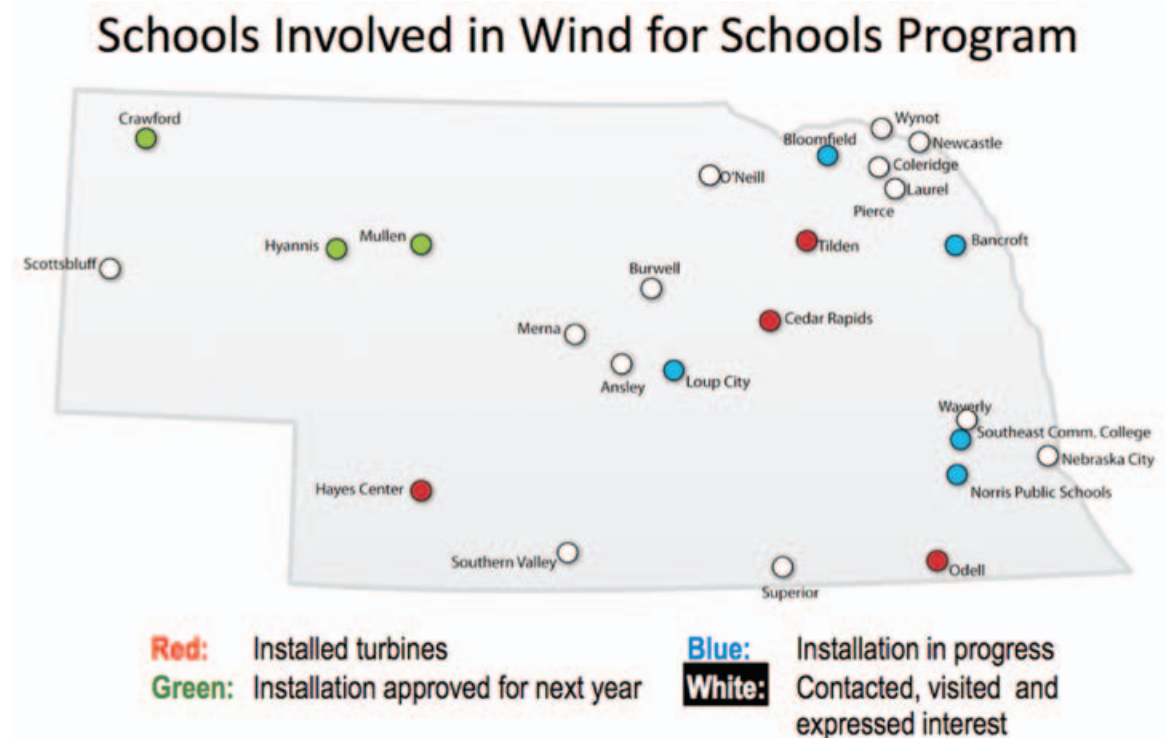 Schools Involved in Wind for Schools Program
Crawford
Wynot
Bloomfield
Newcastle
Coleridge
O'Neill
Laurel
Pierce
Hyannis
Mullen
Tilden
Bancroft
Scottsbluff
Burwell
Cedar Rapids
Merna
Ansley
Loup City
Waverly
Southeast Comm. College
Nebraska City
Hayes Center
Norris Public Schools
Southern Valley
Odell
Superior
Red: Installed turbines
Green: Installation approved for next year
Blue: Installation in progress
White: Contacted, visited and
expressed interest